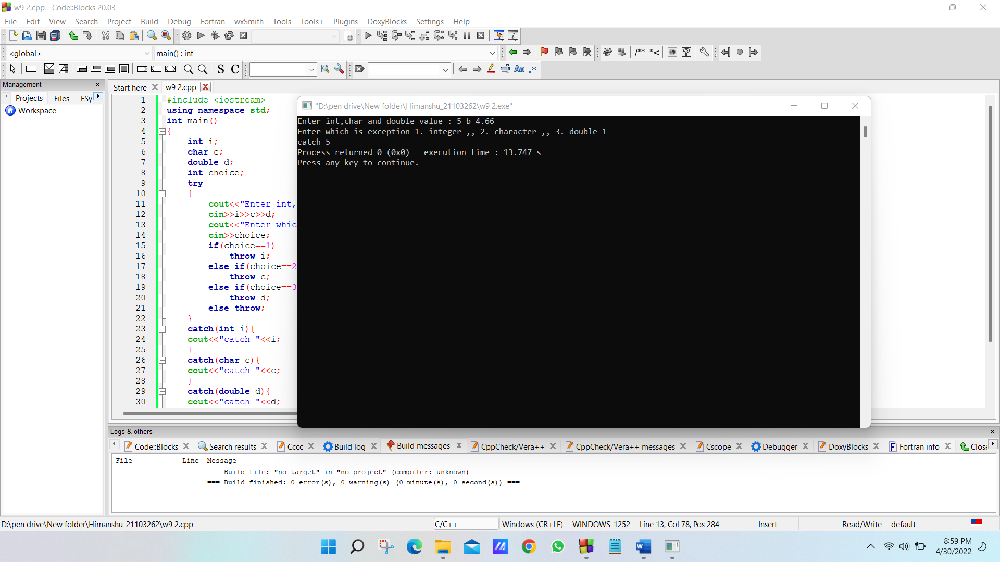 w9 2.cpp - Code::Blocks 20.03
File Edit View Search Project Build Debug Fortran wxSmith Tools Tools+ Plugins DoxyBlocks Settings Help
<global> main() : int
/** *<
S C Aa .*
Management
Projects Files FSy
Workspace
Start here w9 2.cpp
1 #include <iostream>
2 using namespace std;
3 int main()
4 {
5 int i;
6 char c;
7 double d;
8 int choice;
9 try
10 {
11 cout<<"Enter int,
12 cin>>i>>c>>d;
13 cout<<"Enter whic
14 cin>>choice;
15 if(choice==1)
16 throw i;
17 else if(choice==2
18 throw c;
19 else if(choice==3
20 throw d;
21 else throw;
22 }
23 catch(int i){
24 cout<<"catch "<<i;
25 }
26 catch(char c){
27 cout<<"catch "<<c;
28 }
29 catch(double d){
30 cout<<"catch "<<d;
"D:\pen drive\New folder\Himanshu_21103262\w9 2.exe"
Enter int,char and double value : 5 b 4.66
Enter which is exception 1. integer ,, 2. character ,, 3. double 1
catch 5
Process returned 0 (0x0)   execution time : 13.747 s
Press any key to continue.
Logs & others
Code::Blocks Search results Cccc Build log Build messages CppCheck/Vera++ CppCheck/Vera++ messages Cscope Debugger DoxyBlocks Fortran info Close
File Line Message
=== Build file: "no target" in "no project" (compiler: unknown) ===
=== Build finished: 0 error(s), 0 warning(s) (0 minute(s), 0 second(s)) ===
D:\pen drive\New folder\Himanshu_21103262\w9 2.cpp C/C++ Windows (CR+LF) WINDOWS-1252 Line 13, Col 78, Pos 284 Insert Read/Write default
8:59 PM
4/30/2022